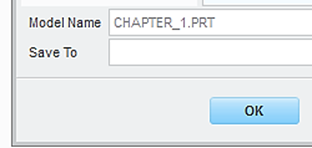 Model Name CHAPTER_1.PRT
Save To
OK